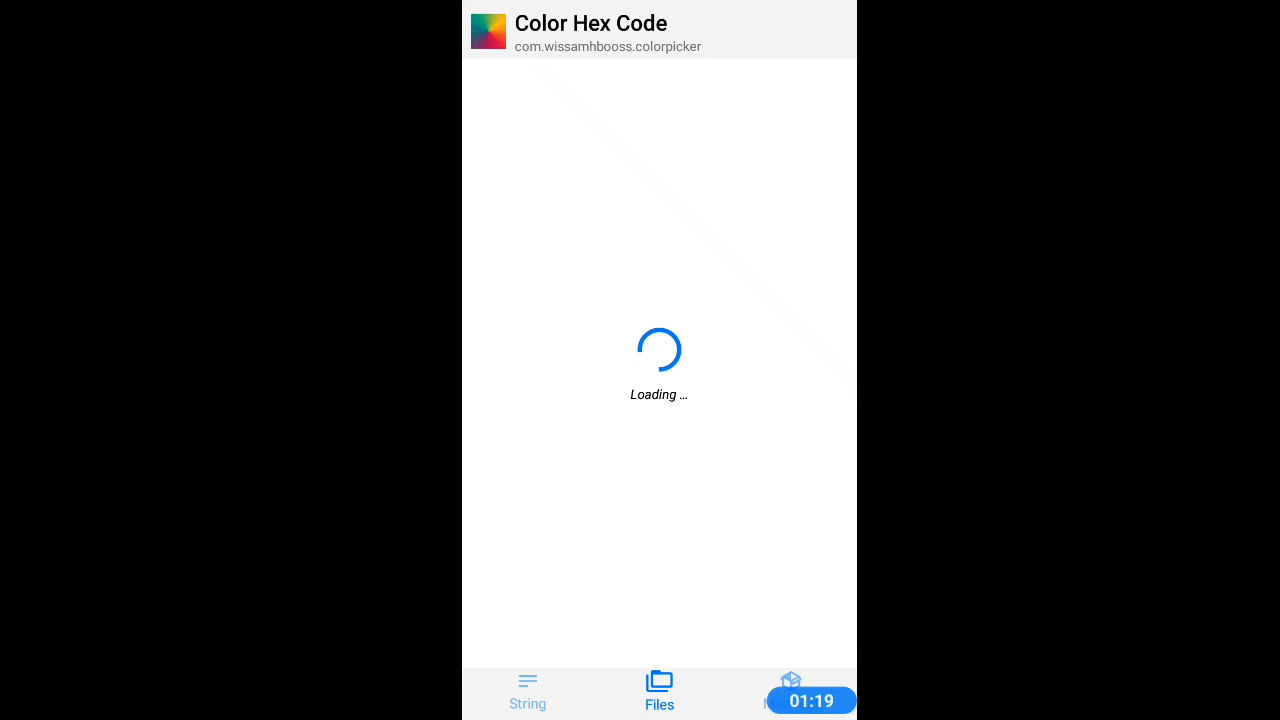 Color Hex Code
com.wissamhbooss.colorpicker
Loading ...
String
Files
01:19